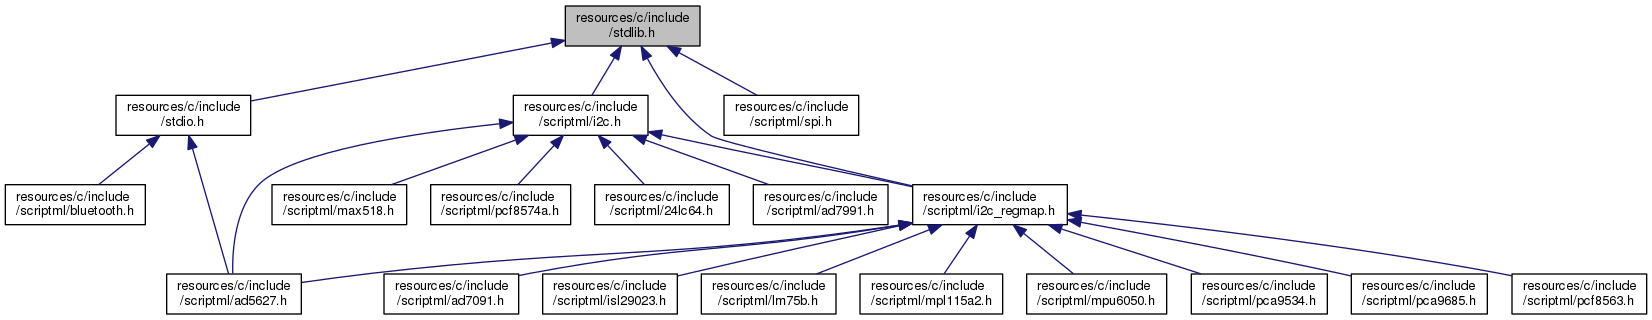 resources/c/include
/stdlib.h
resources/c/include
/stdio.h
resources/c/include
/scriptml/i2c.h
resources/c/include
/scriptml/spi.h
resources/c/include
/scriptml/bluetooth.h
resources/c/include
/scriptml/max518.h
resources/c/include
/scriptml/pcf8574a.h
resources/c/include
/scriptml/24lc64.h
resources/c/include
/scriptml/ad7991.h
resources/c/include
/scriptml/i2c_regmap.h
resources/c/include
/scriptml/ad5627.h
resources/c/include
/scriptml/ad7091.h
resources/c/include
/scriptml/isl29023.h
resources/c/include
/scriptml/lm75b.h
resources/c/include
/scriptml/mpl115a2.h
resources/c/include
/scriptml/mpu6050.h
resources/c/include
/scriptml/pca9534.h
resources/c/include
/scriptml/pca9685.h
resources/c/include
/scriptml/pcf8563.h